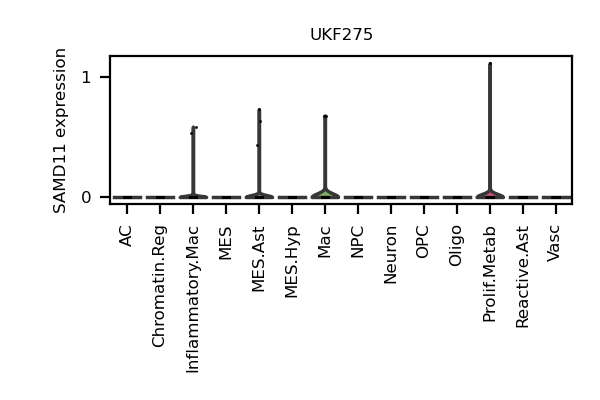 UKF275
SAMD11 expression
1
0
AC
Chromatin.Reg
Inflammatory.Mac
MES
MES.Ast
MES.Hyp
Mac
NPC
Neuron
OPC
Oligo
Prolif.Metab
Reactive.Ast
Vasc